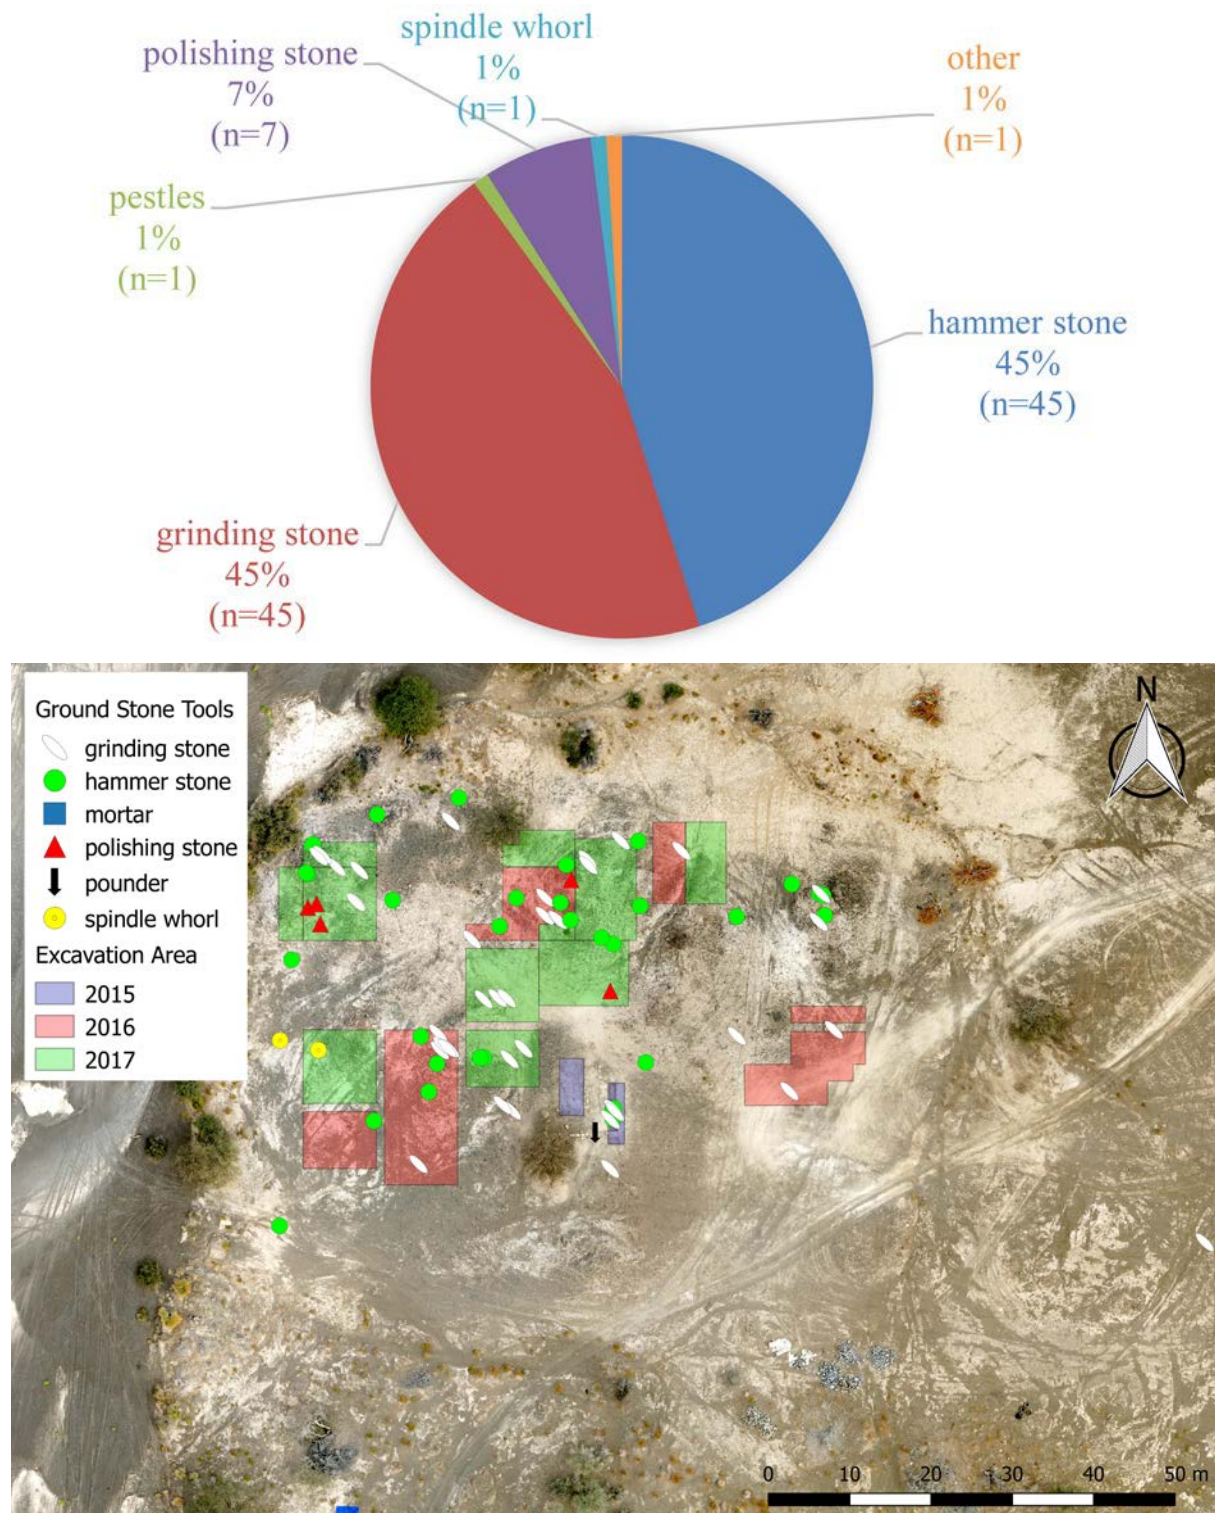 spindle whorl
1%
(n=1)
polishing stone
7%
(n=7)
other
1%
(n=1)
pestles
1%
(n=1)
hammer stone
45%
(n=45)
grinding stone
45%
(n=45)
Ground Stone Tools
grinding stone
hammer stone
mortar
polishing stone
pounder
spindle whorl
Excavation Area
2015
2016
2017
N
0 10 20 30 40 50 m